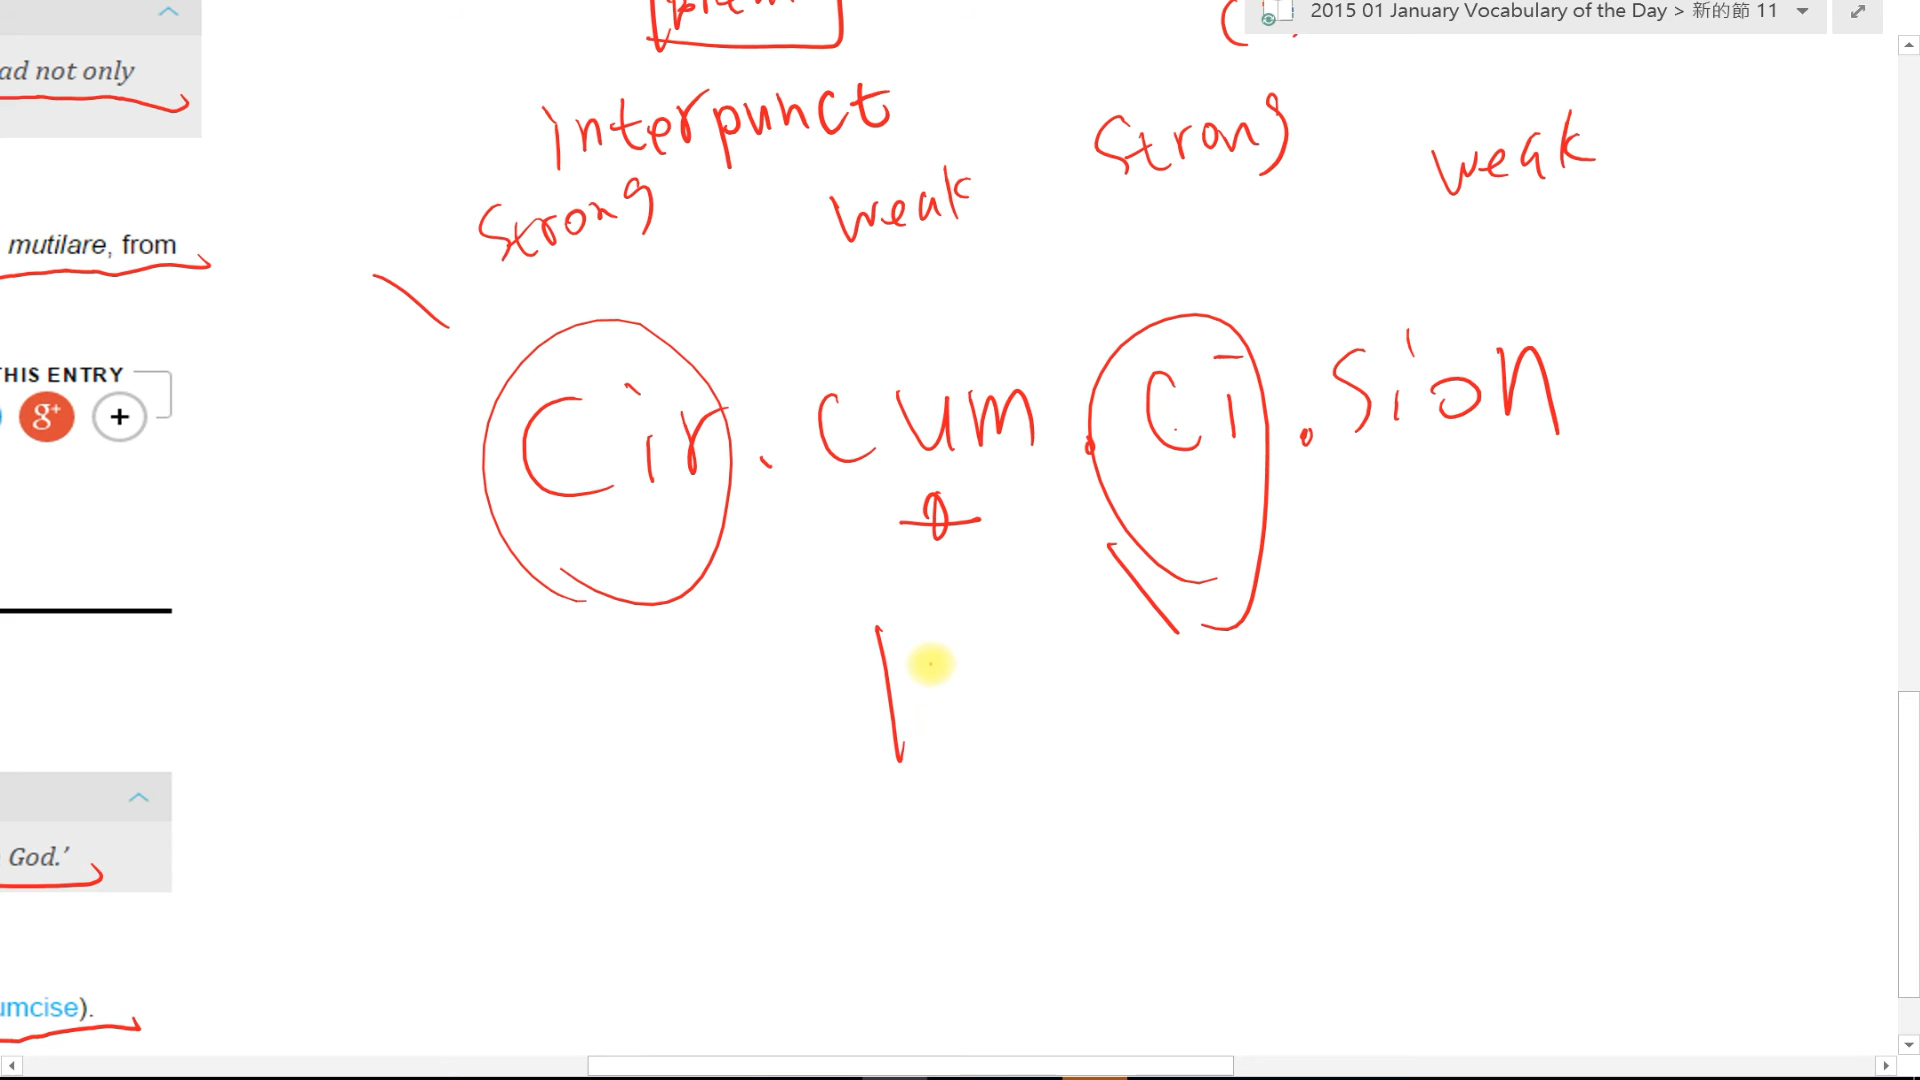 2015 01 January Vocabulary of the Day > 新的節 11
ad not only
Interpunct
Strong
weak
Strong
weak
mutilare, from
HIS ENTRY
g+
+
Cir.cum.Ci.sion
God.’
umcise).